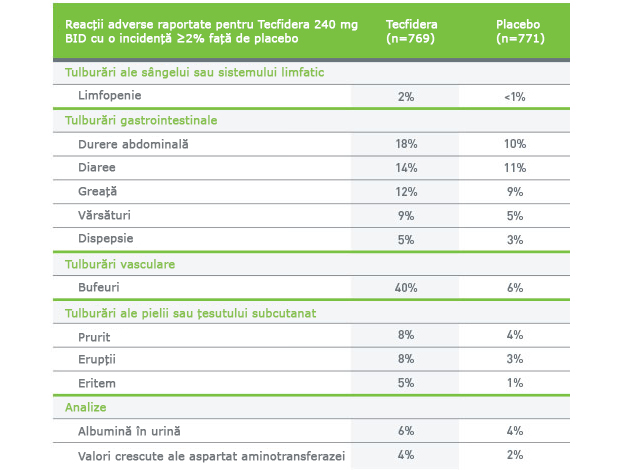 Reacții adverse raportate pentru Tecfidera 240 mg BID cu o incidență ≥2% față de placebo Tecfidera (n=769) Placebo (n=771)
Tulburări ale sângelui sau sistemului limfatic
Limfopenie 2% <1%
Tulburări gastrointestinale
Durere abdominală 18% 10%
Diaree 14% 11%
Greață 12% 9%
Vărsături 9% 5%
Dispepsie 5% 3%
Tulburări vasculare
Bufeuri 40% 6%
Tulburări ale pielii sau țesutului subcutanat
Prurit 8% 4%
Erupții 8% 3%
Eritem 5% 1%
Analize
Albumină în urină 6% 4%
Valori crescute ale aspartat aminotransferazei 4% 2%